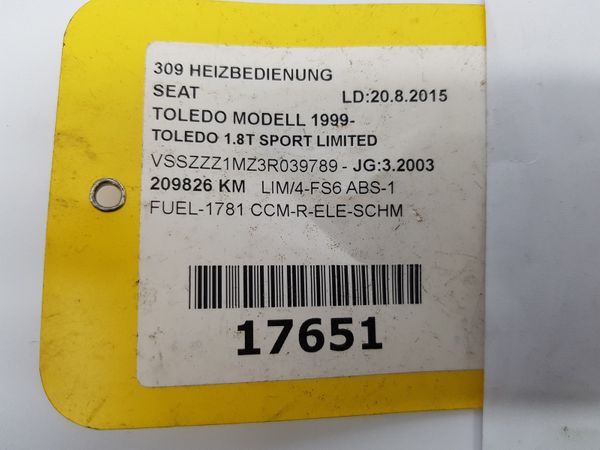 309 HEIZBEDIENUNG
SEAT LD:20.8.2015
TOLEDO MODELL 1999-
TOLEDO 1.8T SPORT LIMITED
VSSZZZ1MZ3R039789 - JG:3.2003
209826 KM LIM/4-FS6 ABS-1
FUEL-1781 CCM-R-ELE-SCHM
17651